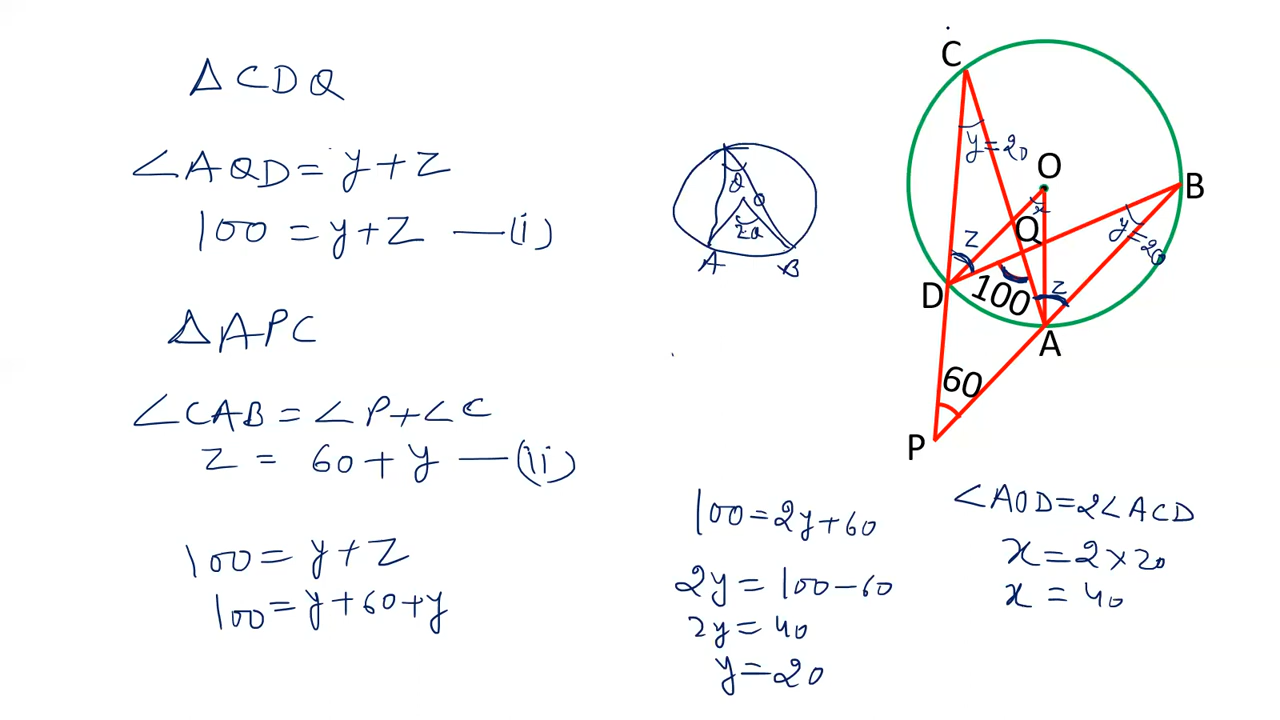 △CDQ
∠AQD = y + z
100 = y + z —(i)
△APC
∠CAB = ∠P + ∠C
z = 60 + y —(ii)
100 = y + z
100 = y + 60 + y
100 = 2y + 60
2y = 100 - 60
2y = 40
y = 20
∠AOD = 2∠ACD
x = 2 × 20
x = 40
θ
O
2θ
A
B
C
y = 20
O
x
B
Q
y = 20
z
D
100
z
A
60
P